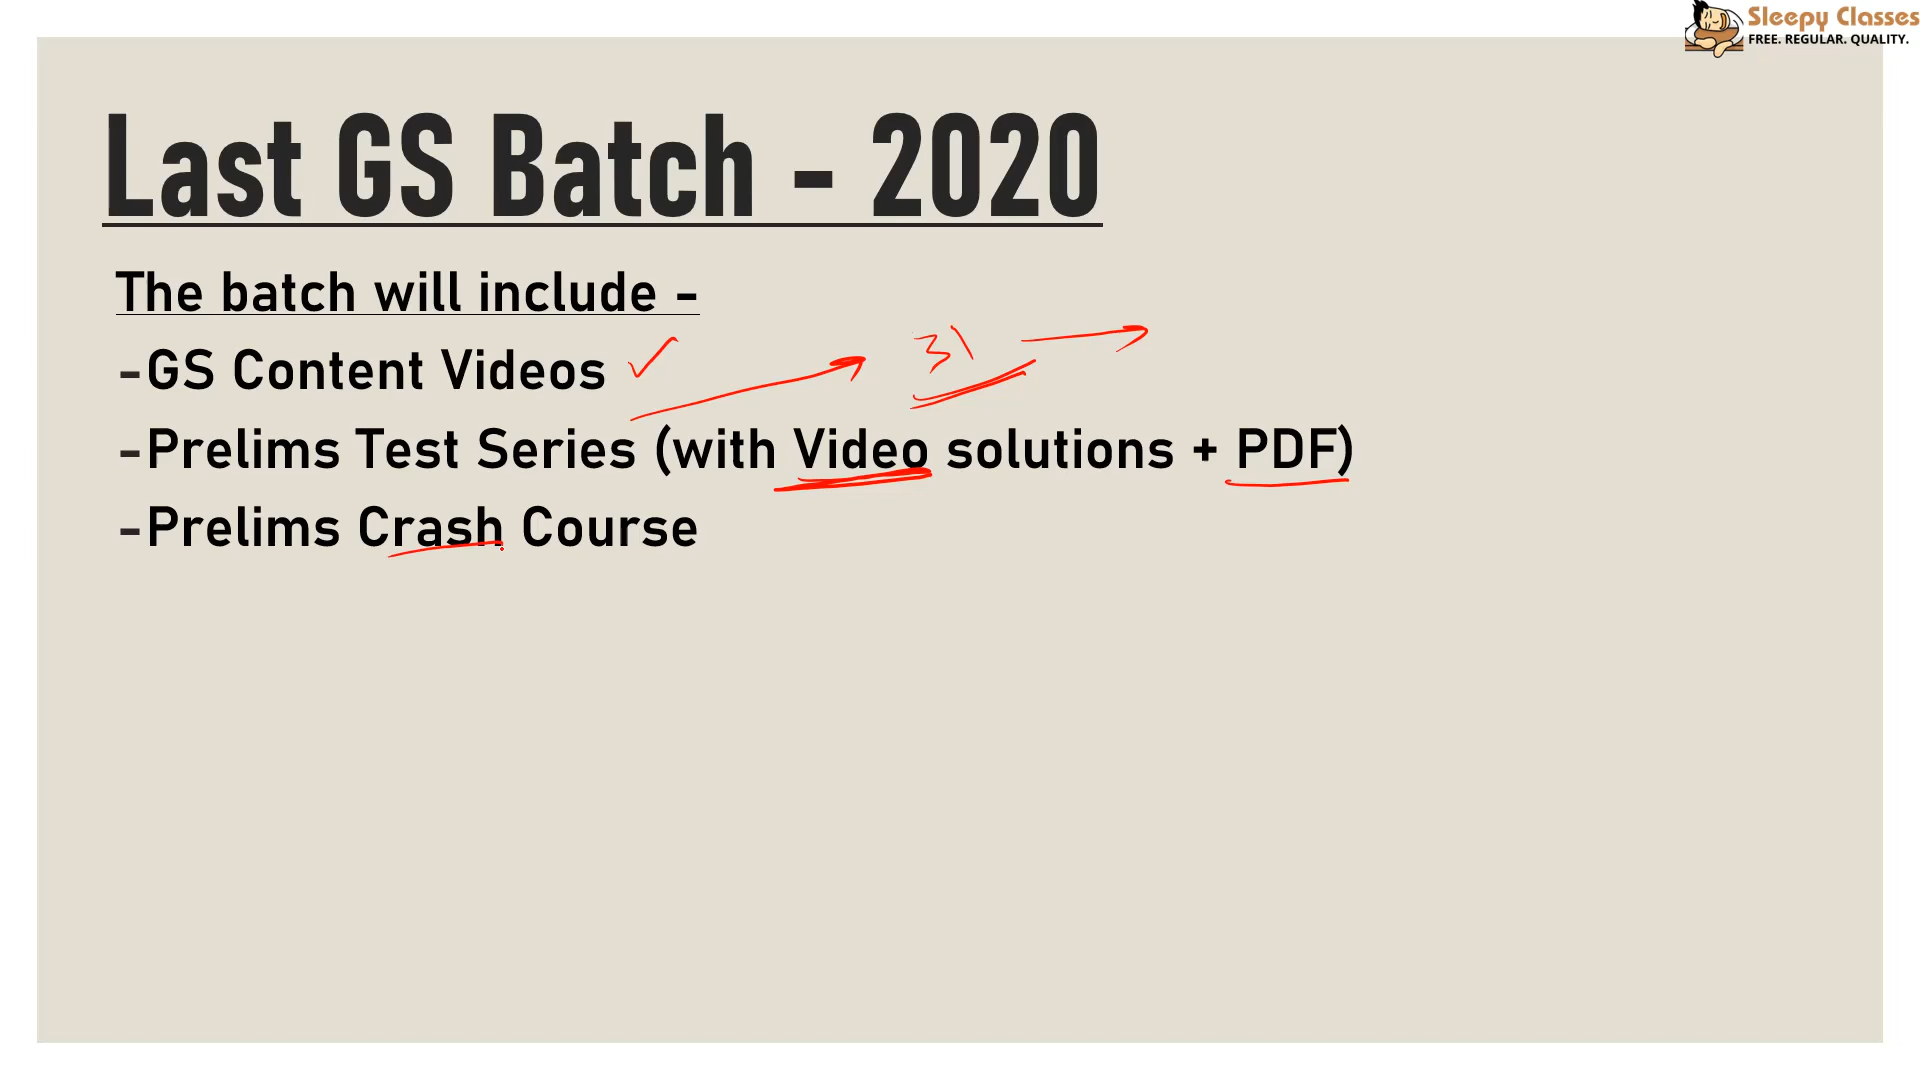 Sleepy Classes
FREE. REGULAR. QUALITY.
Last GS Batch - 2020
The batch will include -
-GS Content Videos
31
-Prelims Test Series (with Video solutions + PDF)
-Prelims Crash Course